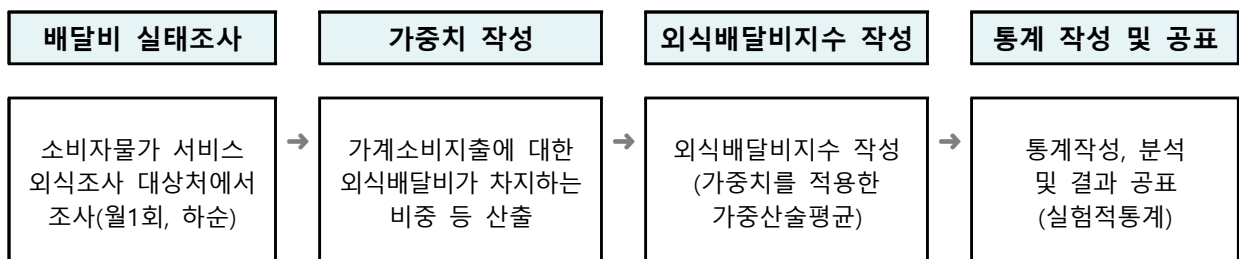 배달비 실태조사
가중치 작성
외식배달비지수 작성
통계 작성 및 공표
소비자물가 서비스
외식조사 대상처에서
조사(월1회, 하순)
➜
가계소비지출에 대한
외식배달비가 차지하는
비중 등 산출
➜
외식배달비지수 작성
(가중치를 적용한
가중산술평균)
➜
통계작성, 분석
및 결과 공표
(실험적통계)